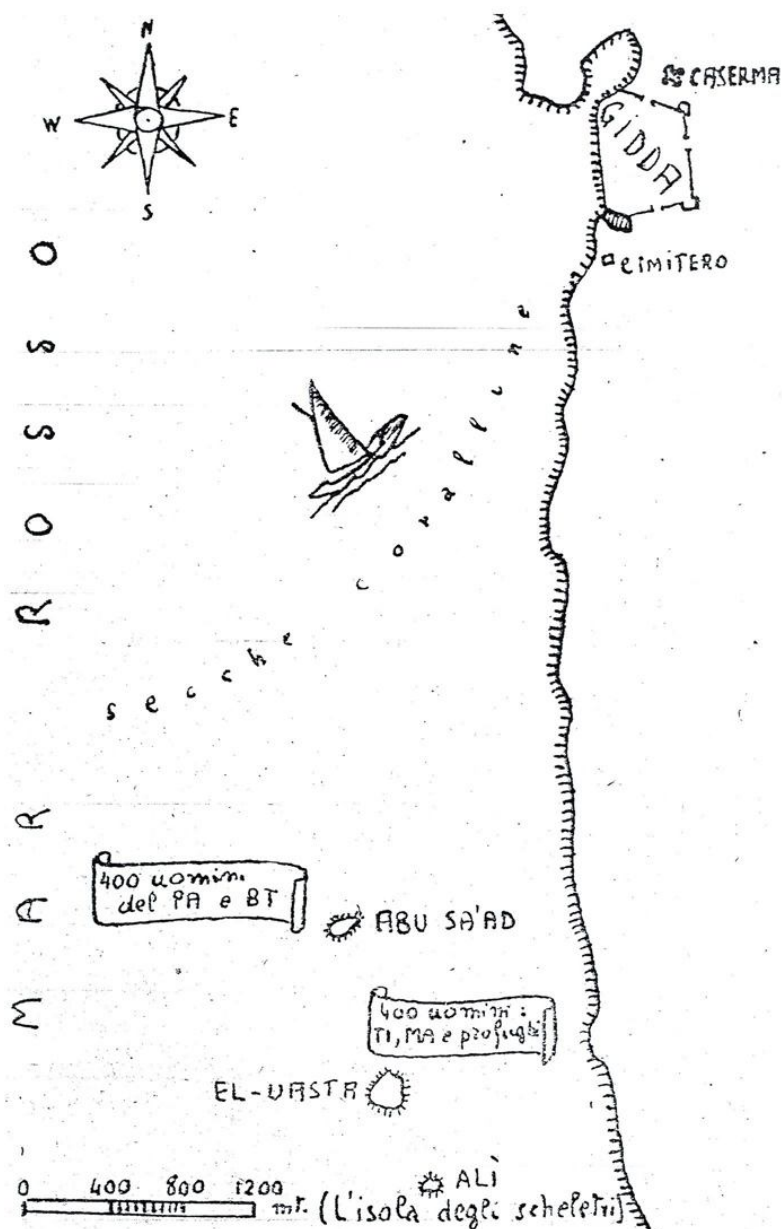 N
W E
S
CASERMA
GIDDA
CIMITERO
MAR ROSSO
secche coralline
400 uomini
del PA e BT
ABU SA'AD
400 uomini:
TI, MA e profughi
EL-UASTA
ALÌ
(L'isola degli scheletri)
0 400 800 1200
mt.